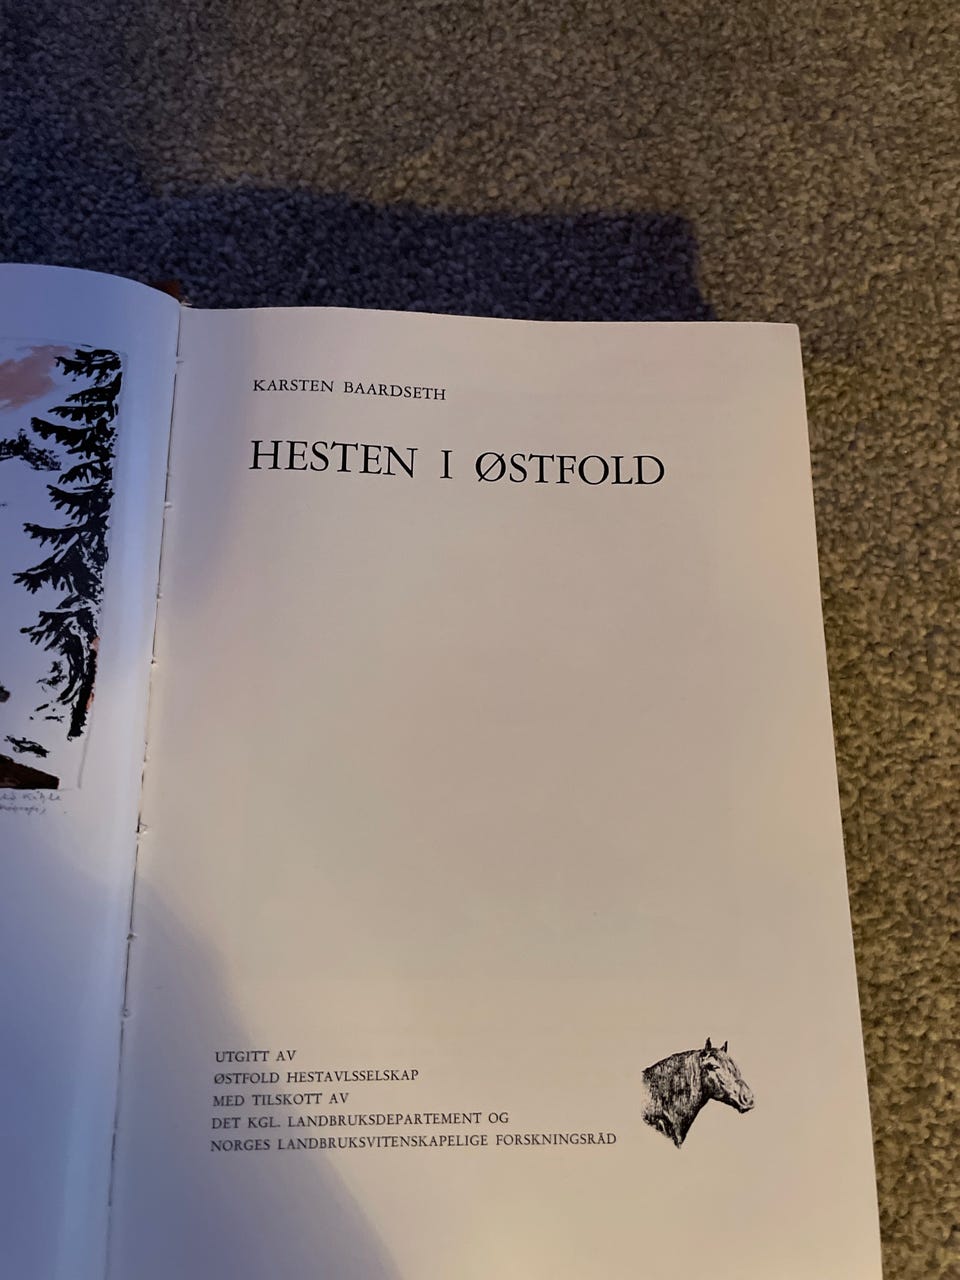 KARSTEN BAARDSETH
HESTEN I ØSTFOLD
UTGITT AV
ØSTFOLD HESTAVLSSELSKAP
MED TILSKOTT AV
DET KGL. LANDBRUKSDEPARTEMENT OG
NORGES LANDBRUKSVITENSKAPELIGE FORSKNINGSRÅD